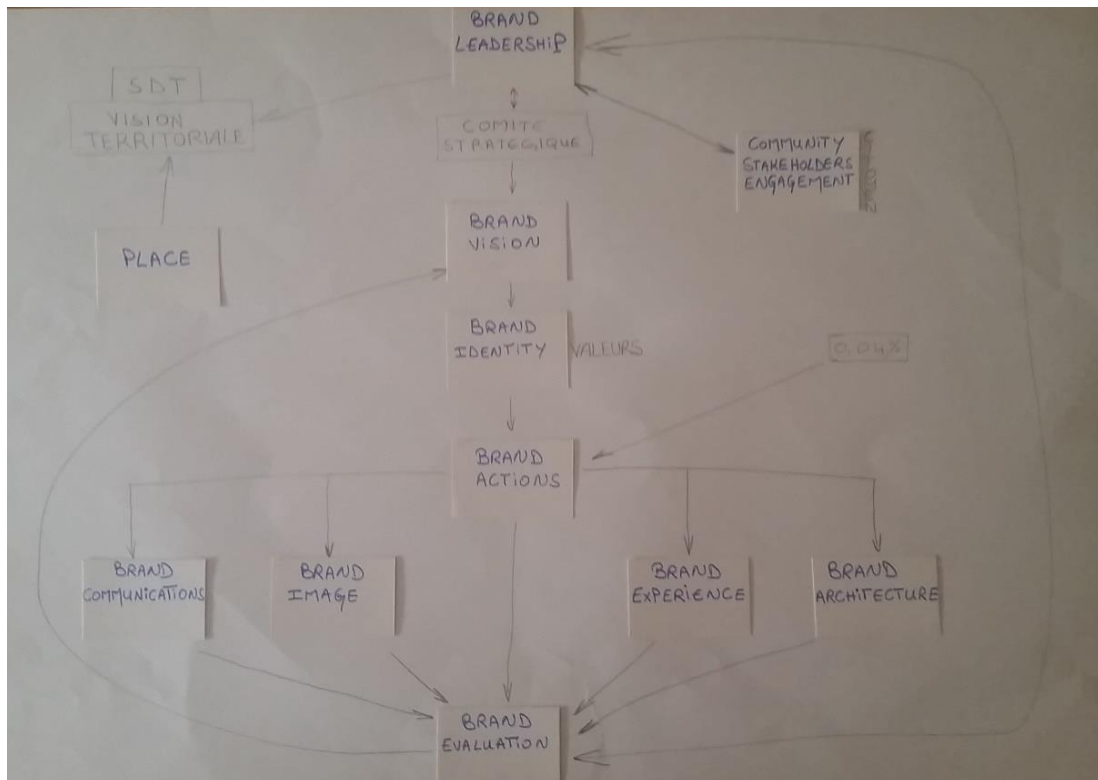 BRAND
LEADERSHIP
SDT
VISION
TERRITORIALE
COMITE
STRATEGIQUE
COMMUNITY
STAKEHOLDERS
ENGAGEMENT
PLACE
BRAND
VISION
BRAND
IDENTITY VALEURS
0,04%
BRAND
ACTIONS
BRAND
COMMUNICATIONS
BRAND
IMAGE
BRAND
EXPERIENCE
BRAND
ARCHITECTURE
BRAND
EVALUATION